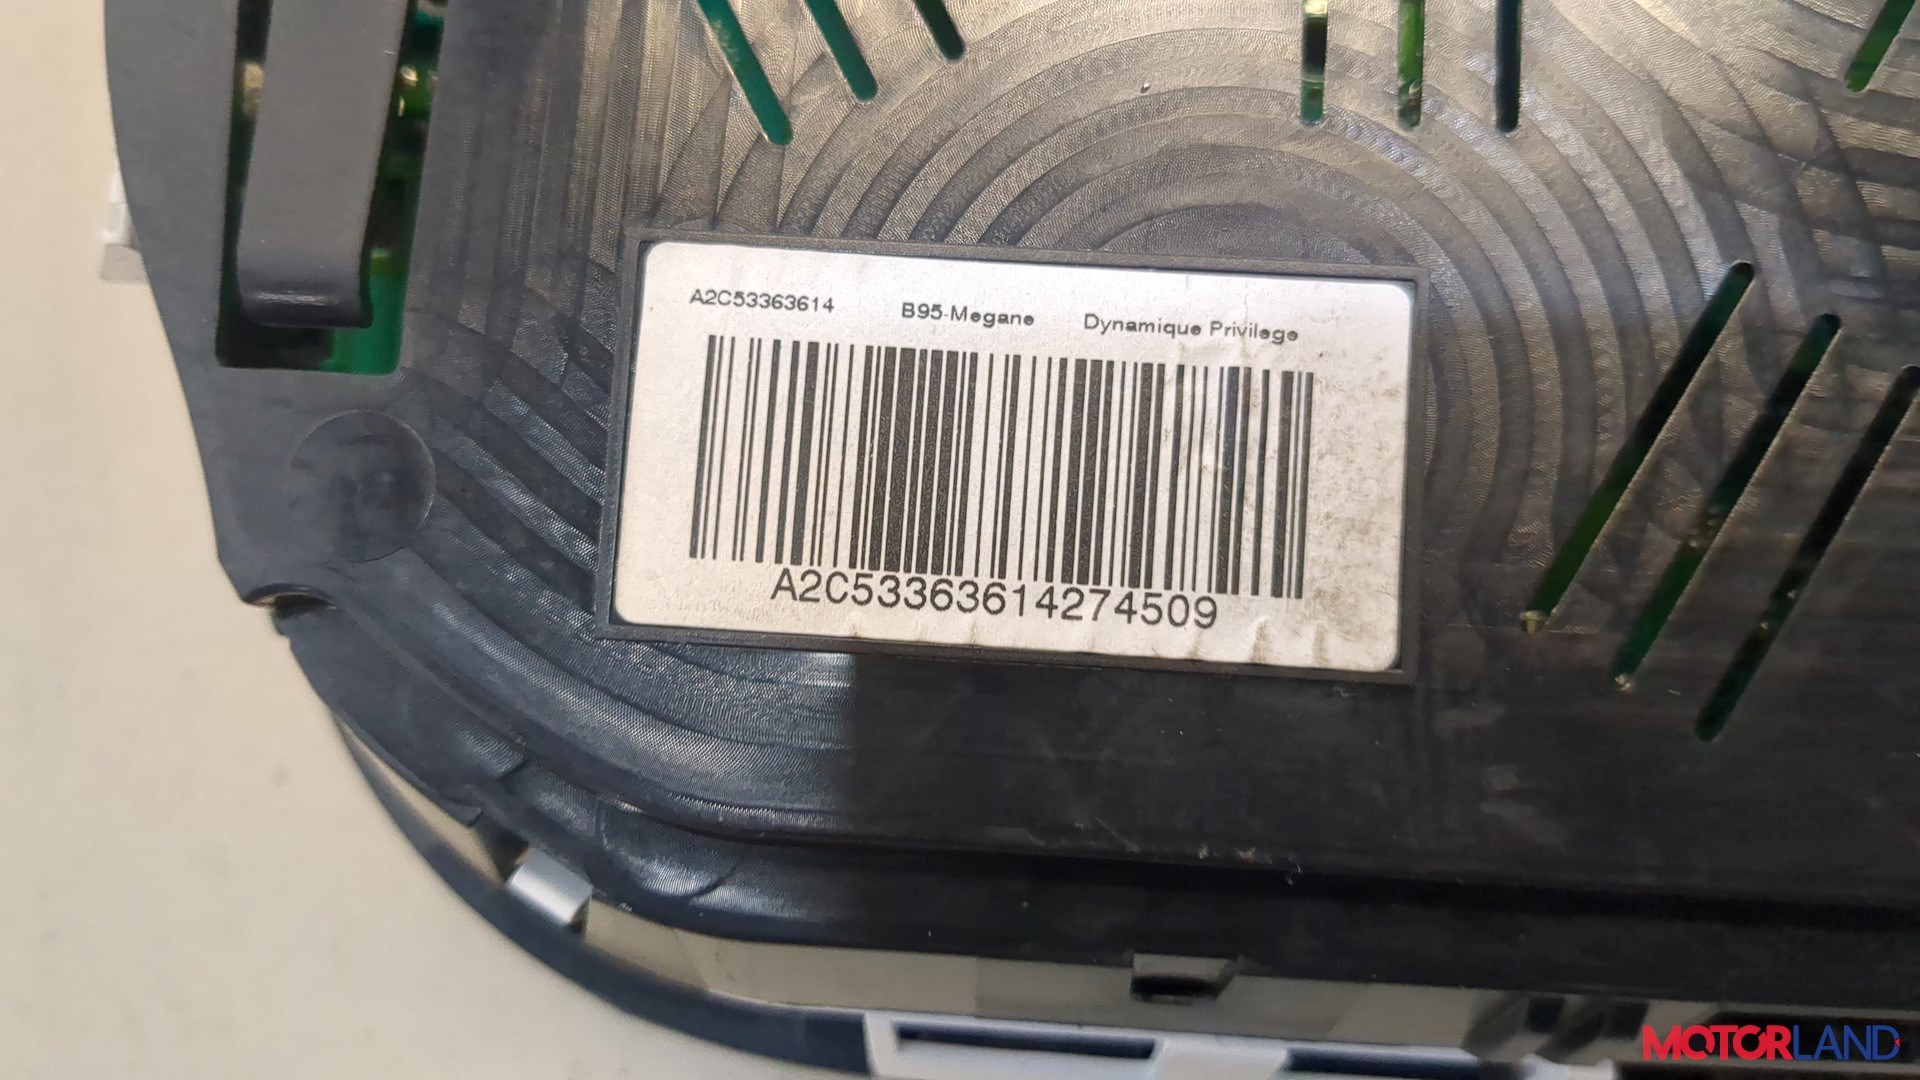 A2C53363614 B95-Megane Dynamique Privilege
A2C53363614274509
MOTORLAND